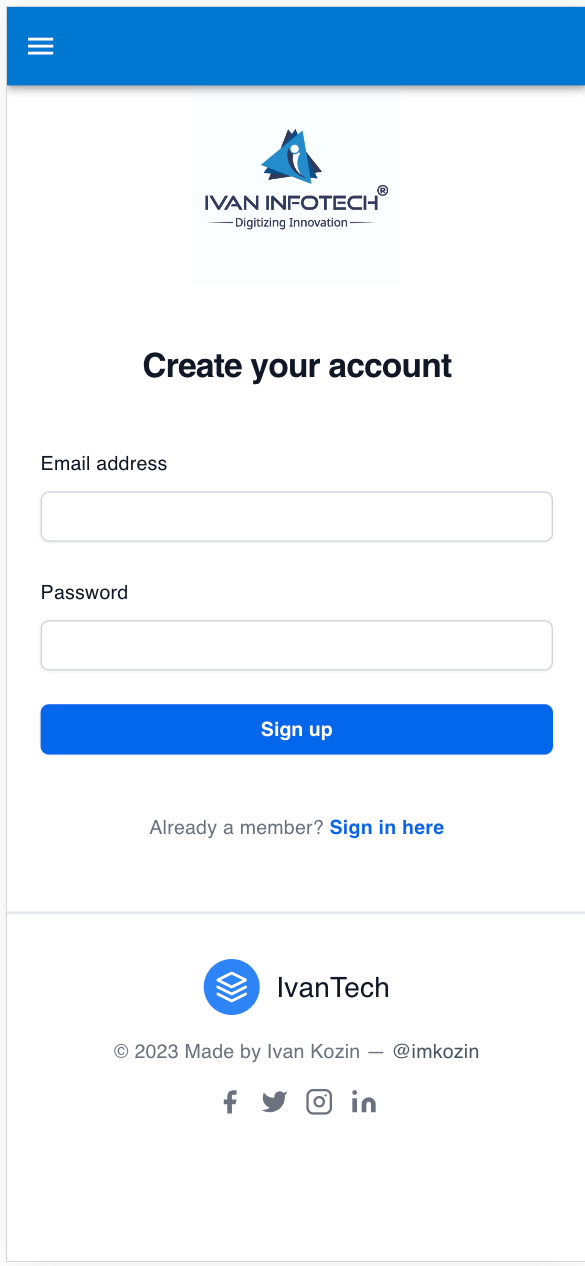 IVAN INFOTECH®
Digitizing Innovation
Create your account
Email address
Password
Sign up
Already a member? Sign in here
IvanTech
© 2023 Made by Ivan Kozin — @imkozin